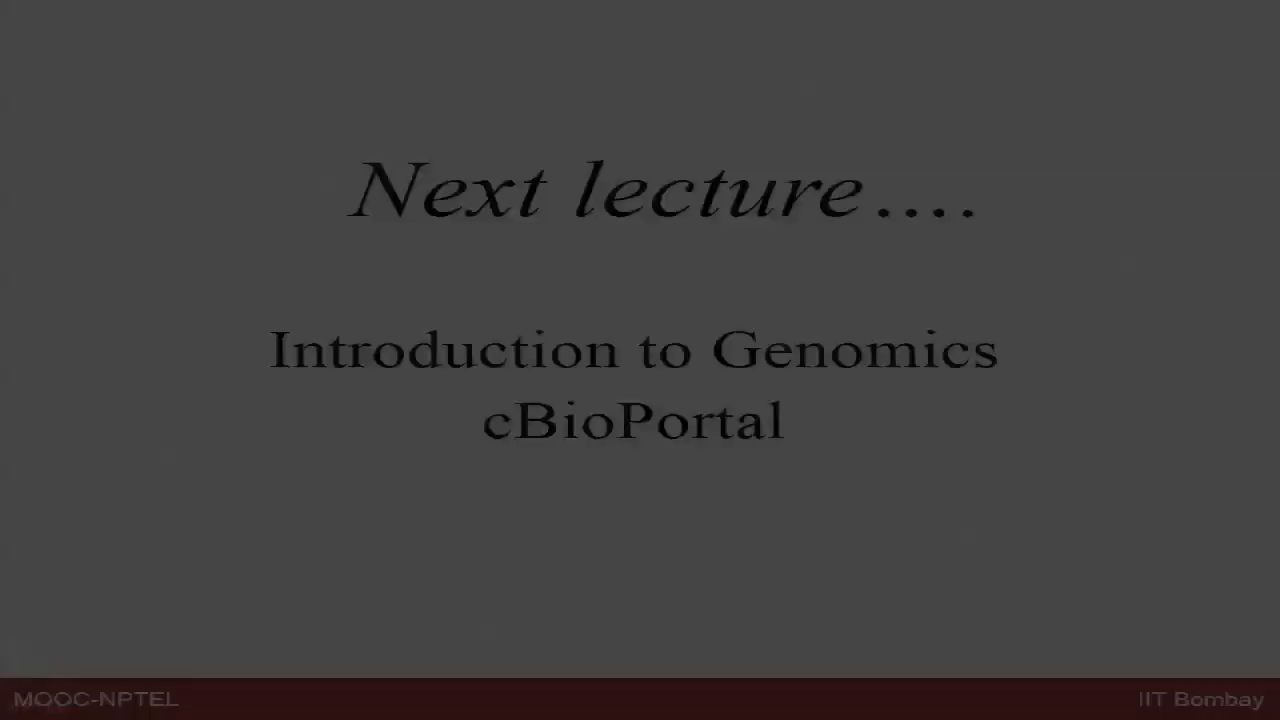 Next lecture....
Introduction to Genomics
cBioPortal
MOOC-NPTEL
IIT Bombay